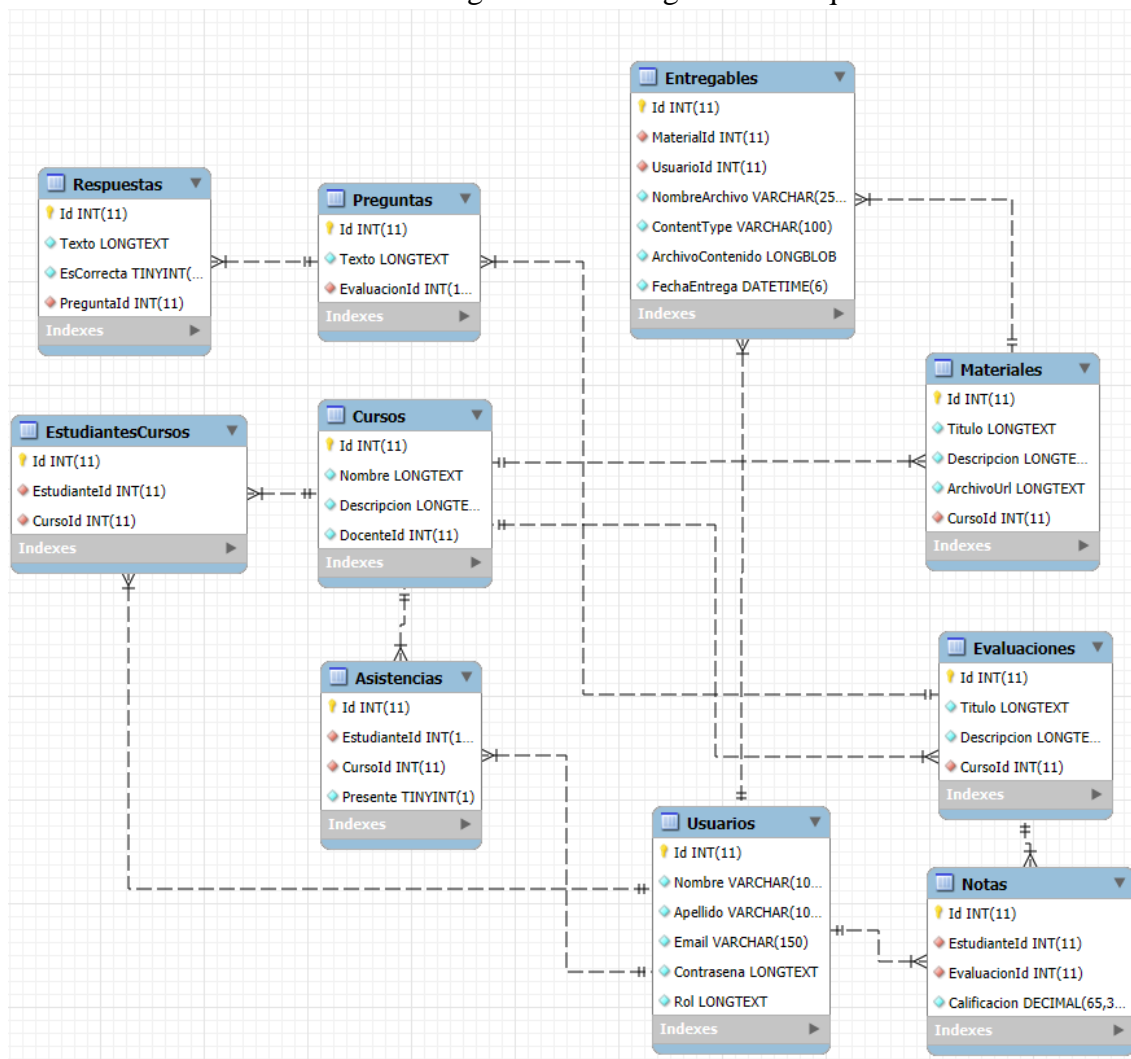 Entregables
Id INT(11)
MaterialId INT(11)
UsuarioId INT(11)
NombreArchivo VARCHAR(25...
ContentType VARCHAR(100)
ArchivoContenido LONGBLOB
FechaEntrega DATETIME(6)
Indexes
Respuestas
Id INT(11)
Texto LONGTEXT
EsCorrecta TINYINT(...
PreguntaId INT(11)
Indexes
Preguntas
Id INT(11)
Texto LONGTEXT
EvaluacionId INT(1...
Indexes
Materiales
Id INT(11)
Titulo LONGTEXT
Descripcion LONGTE...
ArchivoUrl LONGTEXT
CursoId INT(11)
Indexes
EstudiantesCursos
Id INT(11)
EstudianteId INT(11)
CursoId INT(11)
Indexes
Cursos
Id INT(11)
Nombre LONGTEXT
Descripcion LONGTE...
DocenteId INT(11)
Indexes
Asistencias
Id INT(11)
EstudianteId INT(1...
CursoId INT(11)
Presente TINYINT(1)
Indexes
Evaluaciones
Id INT(11)
Titulo LONGTEXT
Descripcion LONGTE...
CursoId INT(11)
Indexes
Usuarios
Id INT(11)
Nombre VARCHAR(10...
Apellido VARCHAR(10...
Email VARCHAR(150)
Contrasena LONGTEXT
Rol LONGTEXT
Indexes
Notas
Id INT(11)
EstudianteId INT(11)
EvaluacionId INT(11)
Calificacion DECIMAL(65,3...
Indexes